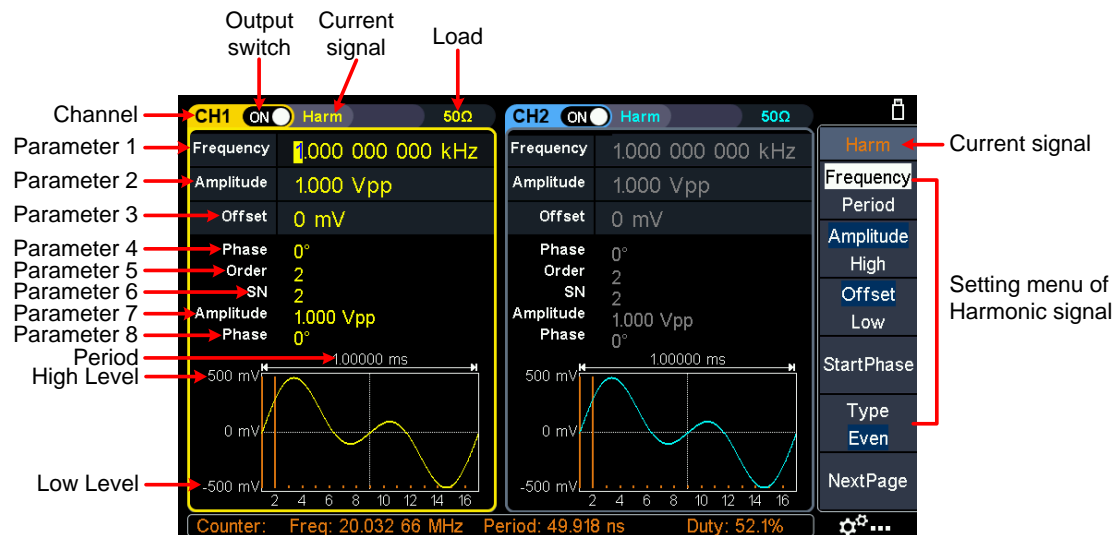 Output switch
Current signal
Load
Channel
CH1 ON Harm 50Ω
CH2 ON Harm 50Ω
Parameter 1
Frequency 1.000 000 000 kHz
Frequency 1.000 000 000 kHz
Harm
Current signal
Parameter 2
Amplitude 1.000 Vpp
Amplitude 1.000 Vpp
Frequency
Period
Parameter 3
Offset 0 mV
Offset 0 mV
Amplitude
High
Parameter 4
Phase 0°
Phase 0°
Parameter 5
Order 2
Order 2
Parameter 6
SN 2
SN 2
Offset
Low
Setting menu of
Harmonic signal
Parameter 7
Amplitude 1.000 Vpp
Amplitude 1.000 Vpp
Parameter 8
Phase 0°
Phase 0°
Period
1.00000 ms
1.00000 ms
StartPhase
High Level
500 mV
500 mV
Type
Even
0 mV
0 mV
Low Level
-500 mV
-500 mV
NextPage
2 4 6 8 10 12 14 16
2 4 6 8 10 12 14 16
Counter: Freq: 20.032 66 MHz Period: 49.918 ns Duty: 52.1%